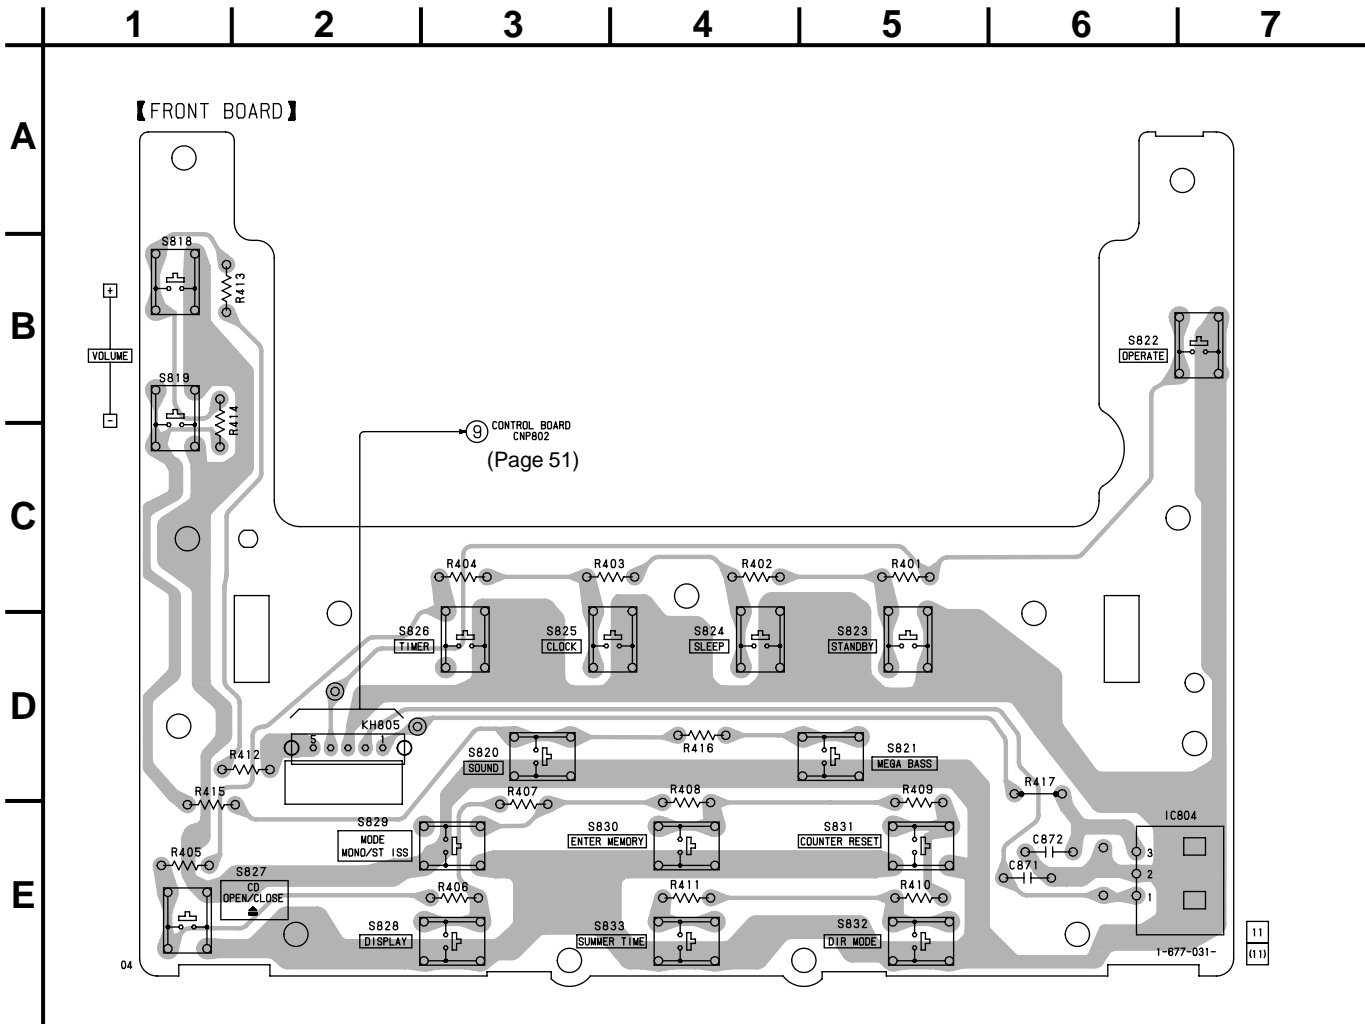 1 2 3 4 5 6 7
【FRONT BOARD】
A
S818
R413
+
B
VOLUME
S822
OPERATE
S819
R414
-
9 CONTROL BOARD
CNP802
(Page 51)
C
R404 R403 R402 R401
S826
TIMER
S825
CLOCK
S824
SLEEP
S823
STANDBY
D
KH805
5 1
R412
S820
SOUND
R416
S821
MEGA BASS
R415
R407 R408 R409
R417
IC804
S829
MODE
MONO/ST ISS
S830
ENTER MEMORY
S831
COUNTER RESET
C872
3
R405
S827
CD
OPEN/CLOSE
C871
2
E
R406 R411 R410
1
S828
DISPLAY
S833
SUMMER TIME
S832
DIR MODE
11
(11)
1-677-031-
04